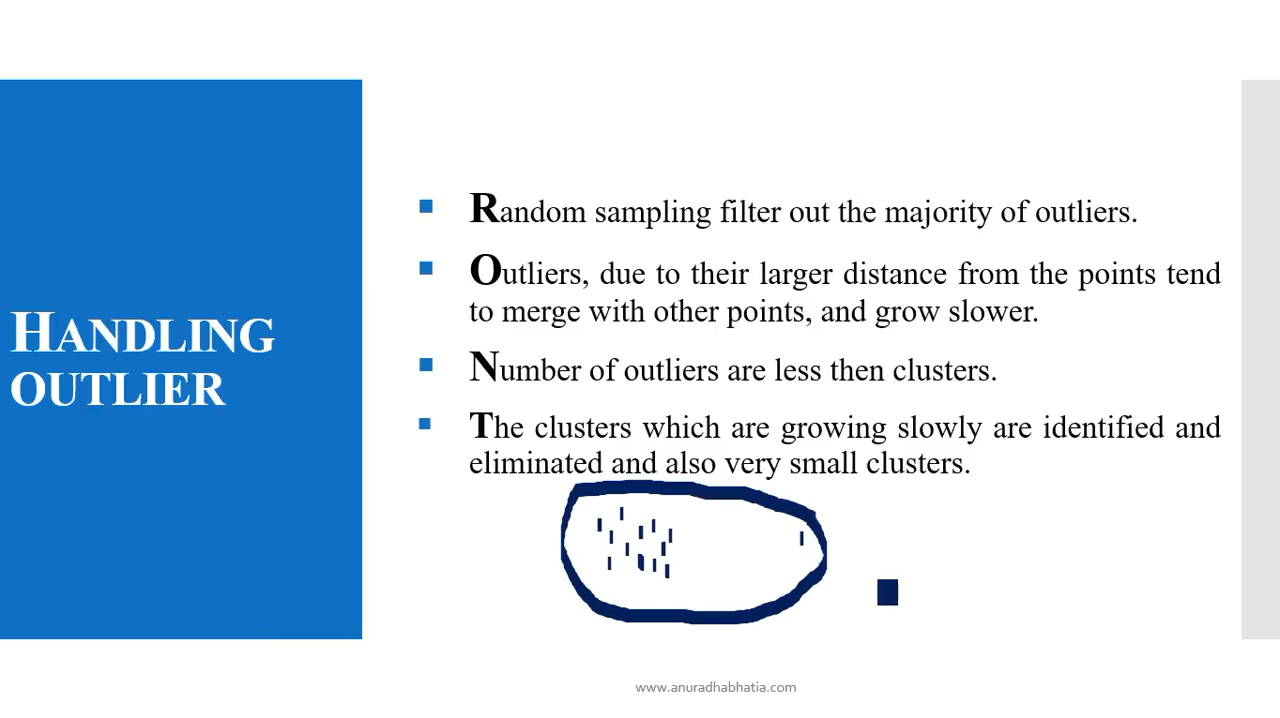 HANDLING
OUTLIER
Random sampling filter out the majority of outliers.
Outliers, due to their larger distance from the points tend
to merge with other points, and grow slower.
Number of outliers are less then clusters.
The clusters which are growing slowly are identified and
eliminated and also very small clusters.
www.anuradhabhatia.com